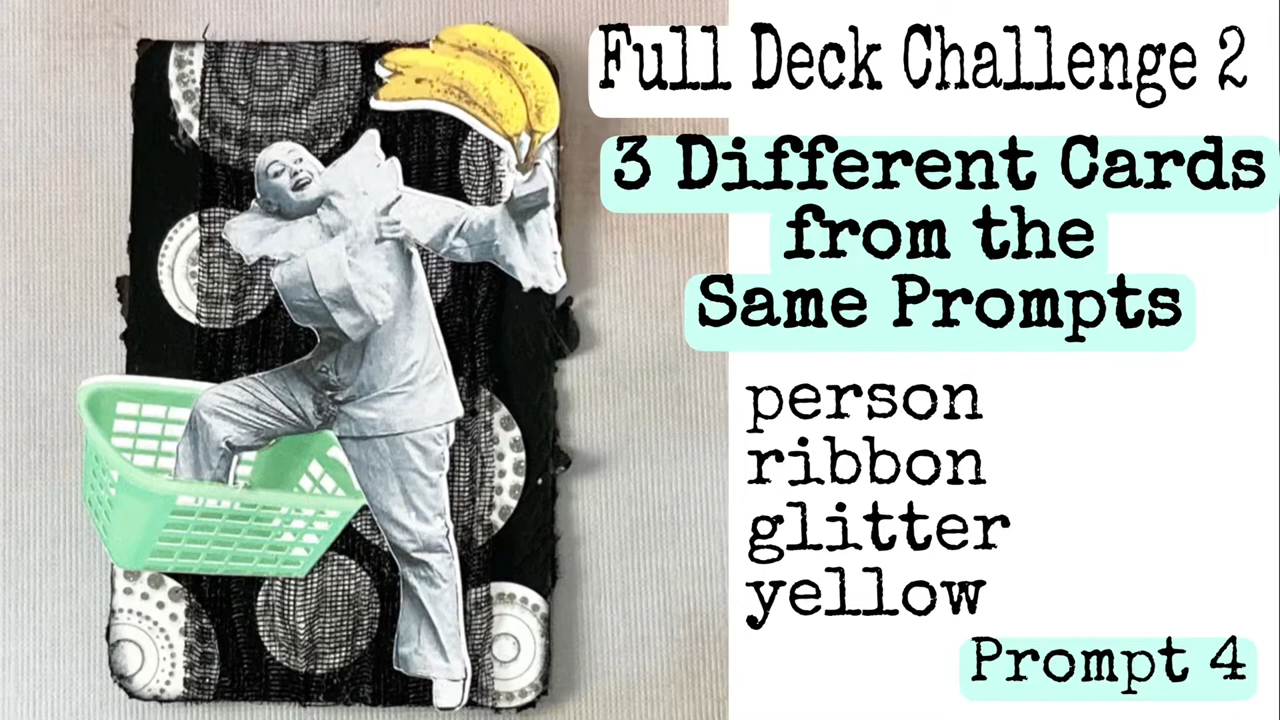 Full Deck Challenge 2
3 Different Cards
from the
Same Prompts
person
ribbon
glitter
yellow
Prompt 4